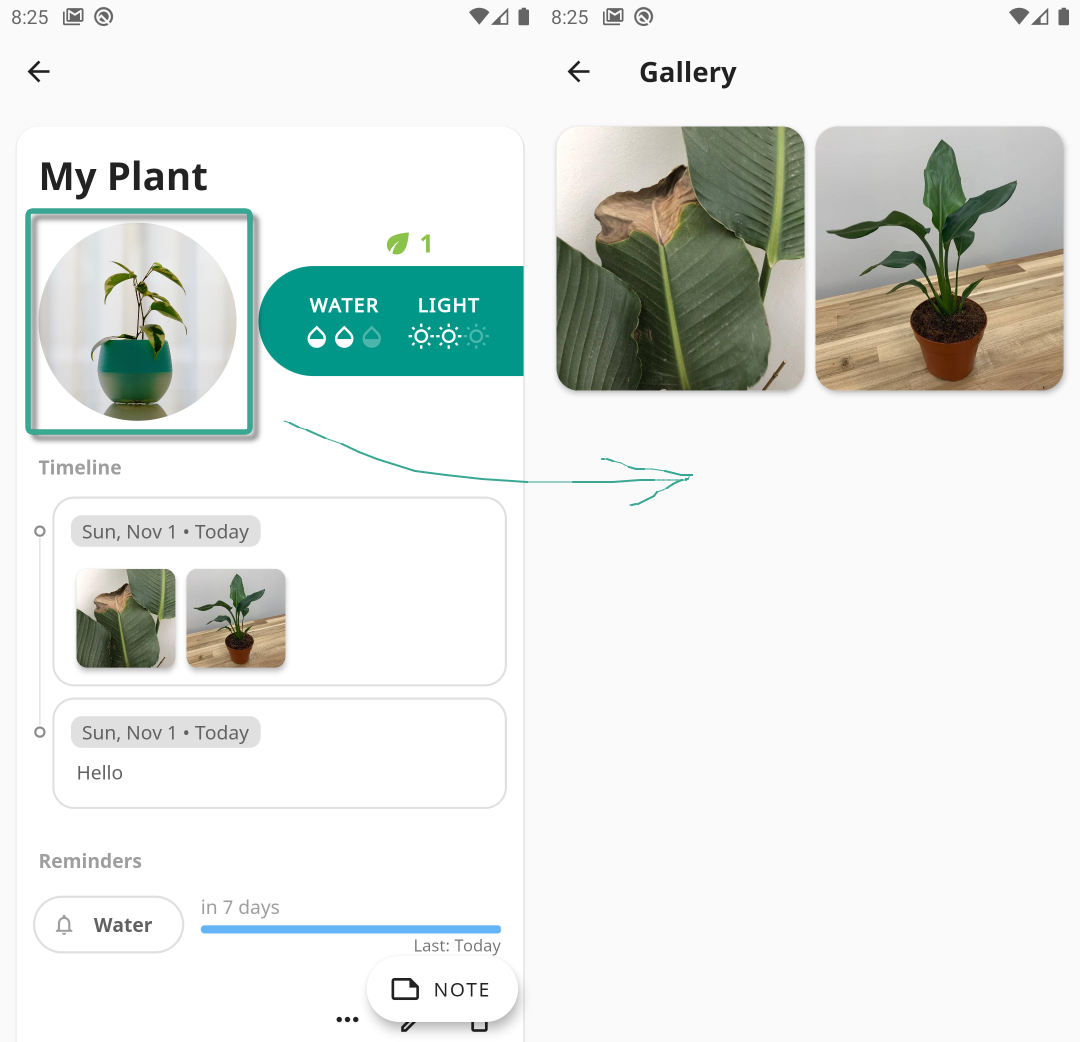 8:25
My Plant
1
WATER LIGHT
Timeline
Sun, Nov 1 • Today
Sun, Nov 1 • Today
Hello
Reminders
Water
in 7 days
Last: Today
NOTE
8:25
Gallery